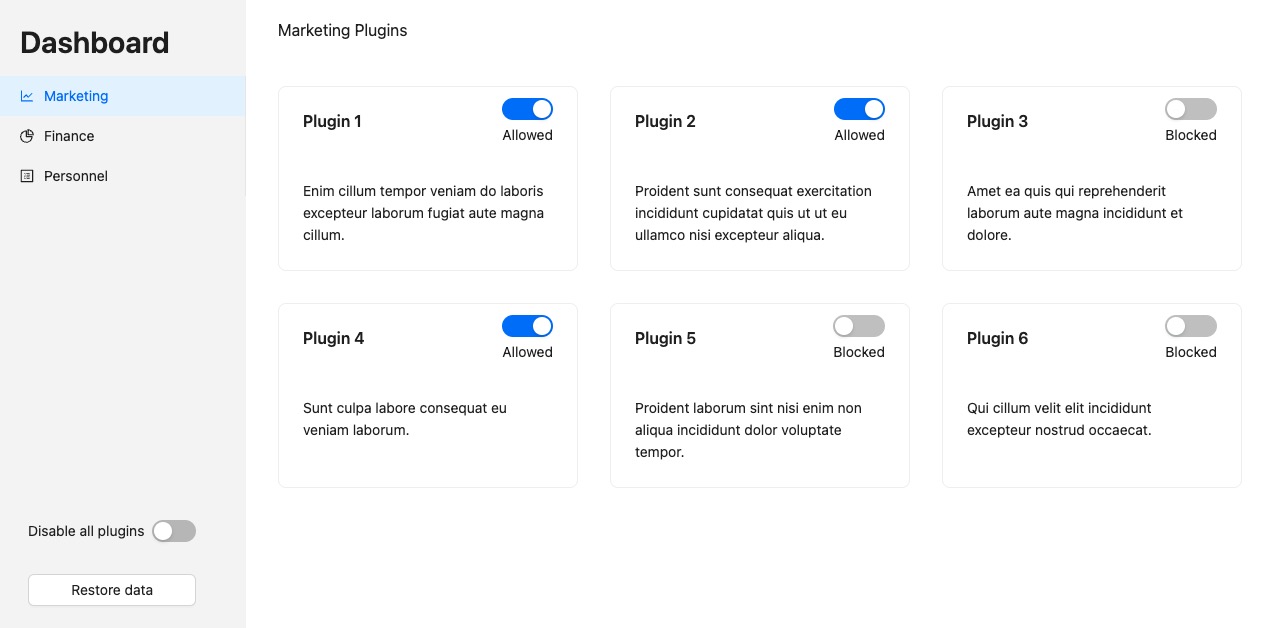 Dashboard
Marketing
Finance
Personnel
Disable all plugins
Restore data
Marketing Plugins
Plugin 1
Allowed
Enim cillum tempor veniam do laboris
excepteur laborum fugiat aute magna
cillum.
Plugin 2
Allowed
Proident sunt consequat exercitation
incididunt cupidatat quis ut ut eu
ullamco nisi excepteur aliqua.
Plugin 3
Blocked
Amet ea quis qui reprehenderit
laborum aute magna incididunt et
dolore.
Plugin 4
Allowed
Sunt culpa labore consequat eu
veniam laborum.
Plugin 5
Blocked
Proident laborum sint nisi enim non
aliqua incididunt dolor voluptate
tempor.
Plugin 6
Blocked
Qui cillum velit elit incididunt
excepteur nostrud occaecat.